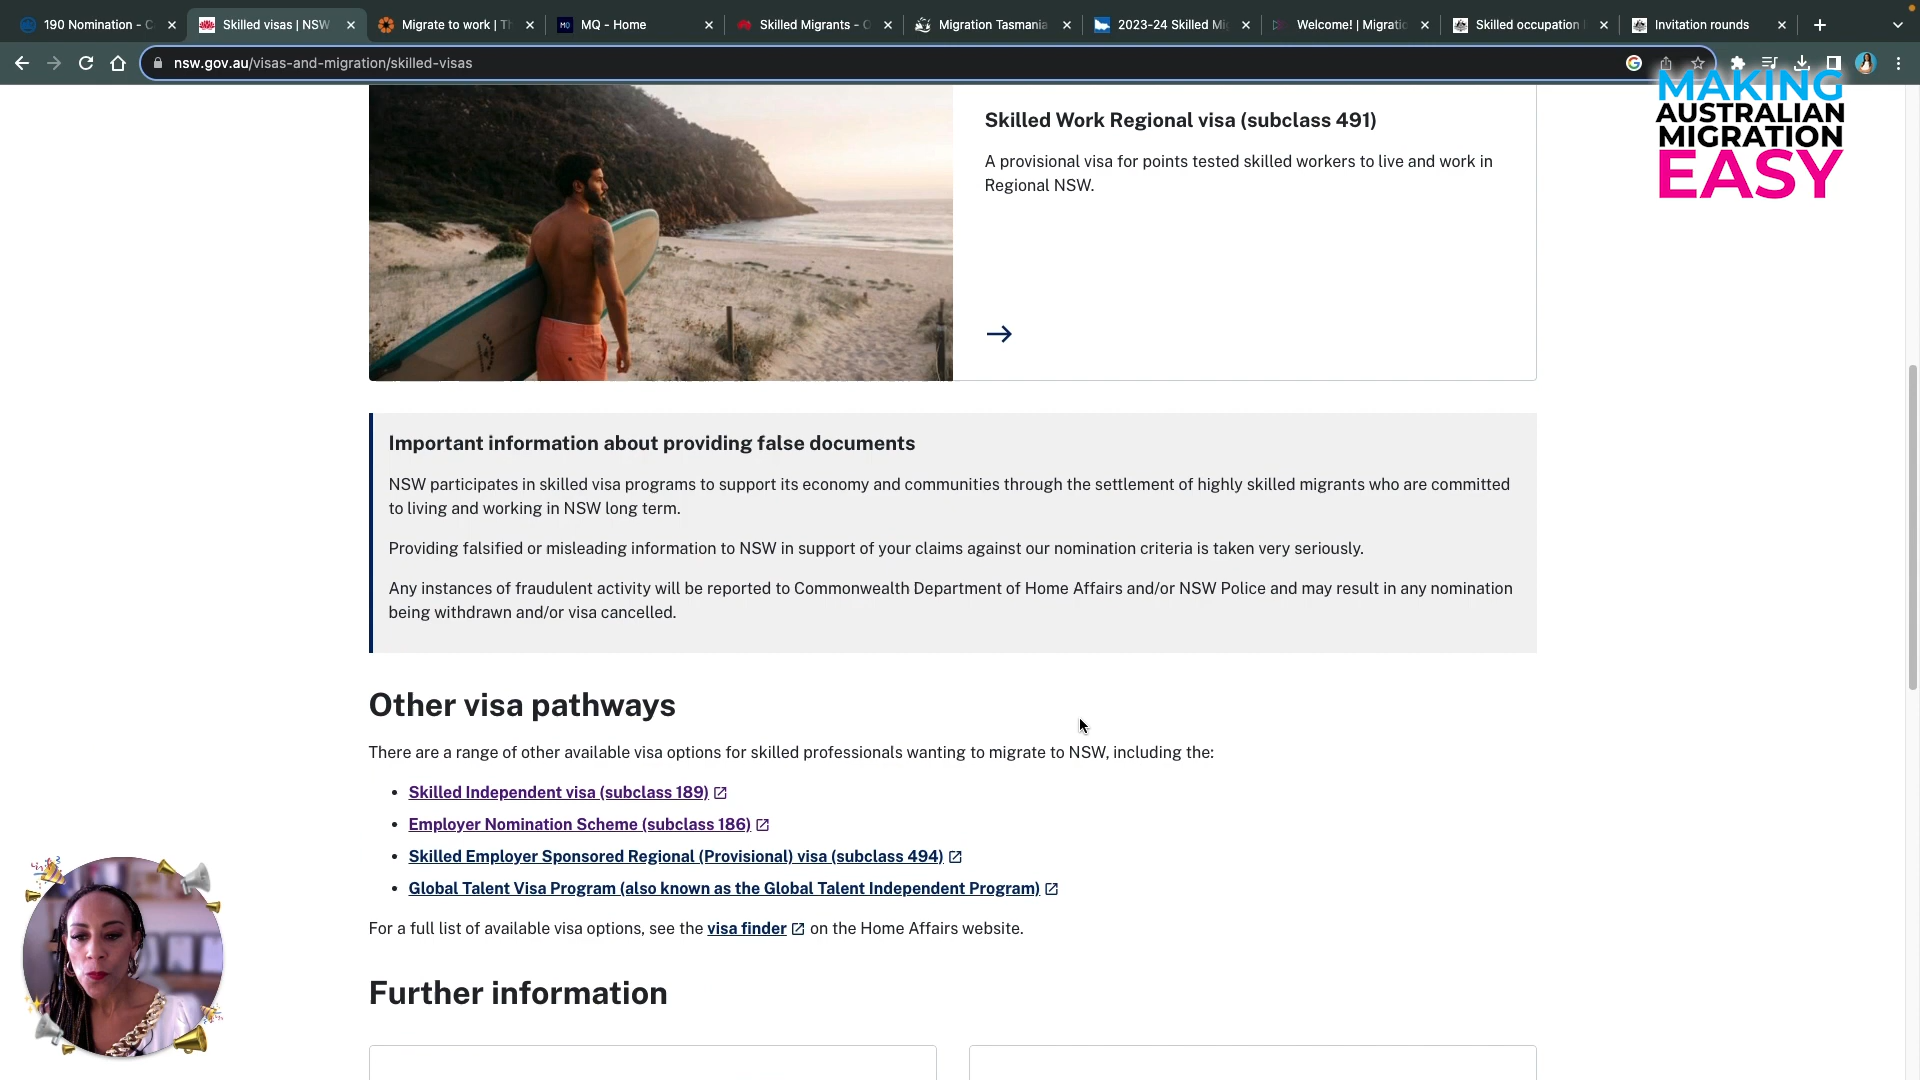 190 Nomination - C
Skilled visas | NSW
Migrate to work | Th
MQ - Home
Skilled Migrants - G
Migration Tasmania
2023-24 Skilled Mi
Welcome! | Migratio
Skilled occupation l
Invitation rounds
nsw.gov.au/visas-and-migration/skilled-visas
MAKING
AUSTRALIAN
MIGRATION
EASY
Skilled Work Regional visa (subclass 491)
A provisional visa for points tested skilled workers to live and work in
Regional NSW.
Important information about providing false documents
NSW participates in skilled visa programs to support its economy and communities through the settlement of highly skilled migrants who are committed
to living and working in NSW long term.
Providing falsified or misleading information to NSW in support of your claims against our nomination criteria is taken very seriously.
Any instances of fraudulent activity will be reported to Commonwealth Department of Home Affairs and/or NSW Police and may result in any nomination
being withdrawn and/or visa cancelled.
Other visa pathways
There are a range of other available visa options for skilled professionals wanting to migrate to NSW, including the:
• Skilled Independent visa (subclass 189)
• Employer Nomination Scheme (subclass 186)
• Skilled Employer Sponsored Regional (Provisional) visa (subclass 494)
• Global Talent Visa Program (also known as the Global Talent Independent Program)
For a full list of available visa options, see the visa finder on the Home Affairs website.
Further information